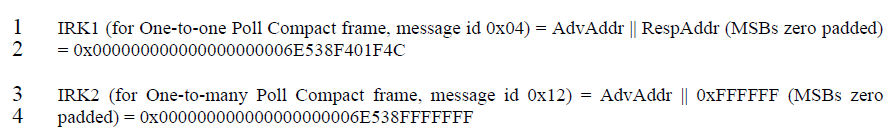 1 IRK1 (for One-to-one Poll Compact frame, message id 0x04) = AdvAddr || RespAddr (MSBs zero padded)
2 = 0x000000000000000000006E538F401F4C
3 IRK2 (for One-to-many Poll Compact frame, message id 0x12) = AdvAddr || 0xFFFFFF (MSBs zero
4 padded) = 0x000000000000000000006E538FFFFFFF